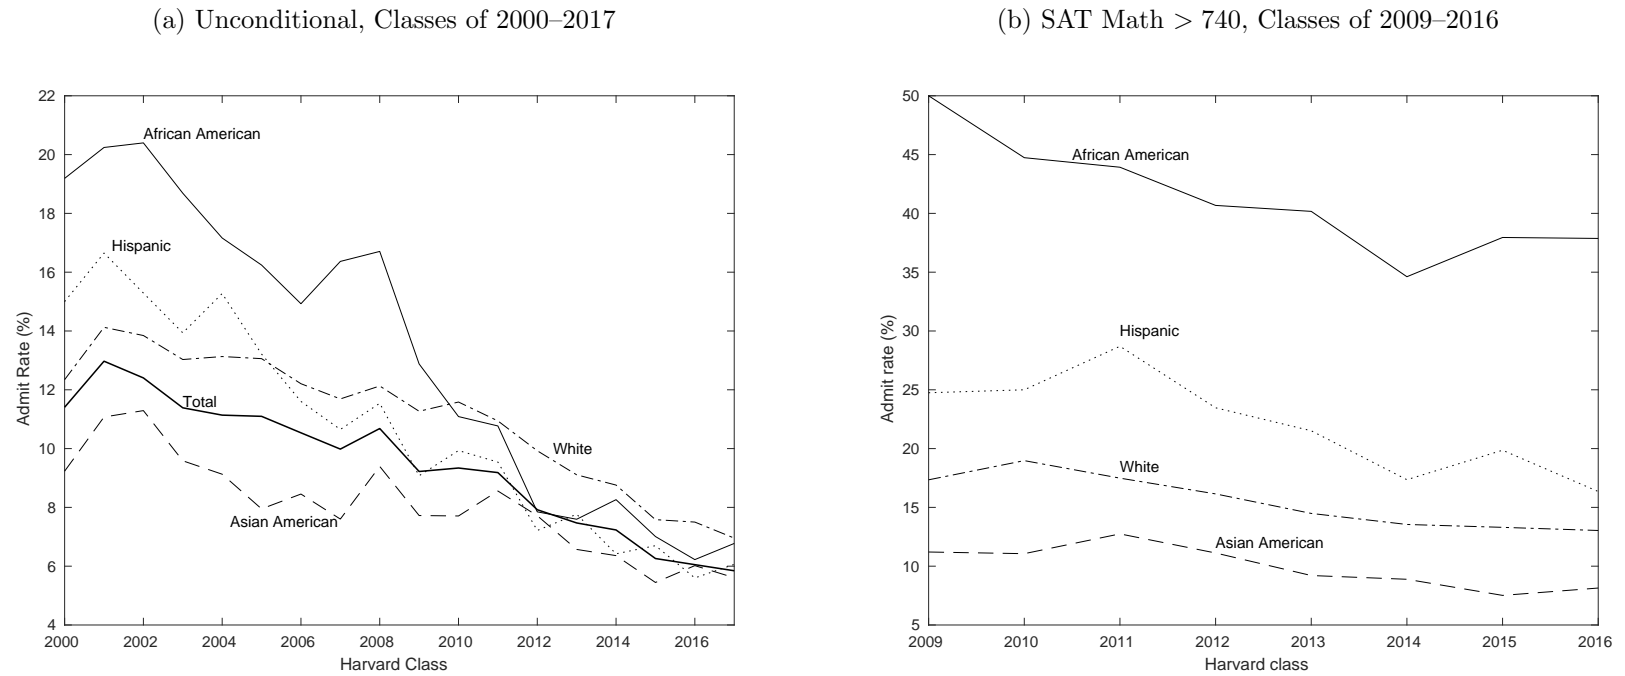 (a) Unconditional, Classes of 2000–2017
22
20
18
16
14
12
10
8
6
4
Admit Rate (%)
African American
Hispanic
Total
White
Asian American
2000 2002 2004 2006 2008 2010 2012 2014 2016
Harvard Class
(b) SAT Math > 740, Classes of 2009–2016
50
45
40
35
30
25
20
15
10
5
Admit rate (%)
African American
Hispanic
White
Asian American
2009 2010 2011 2012 2013 2014 2015 2016
Harvard class